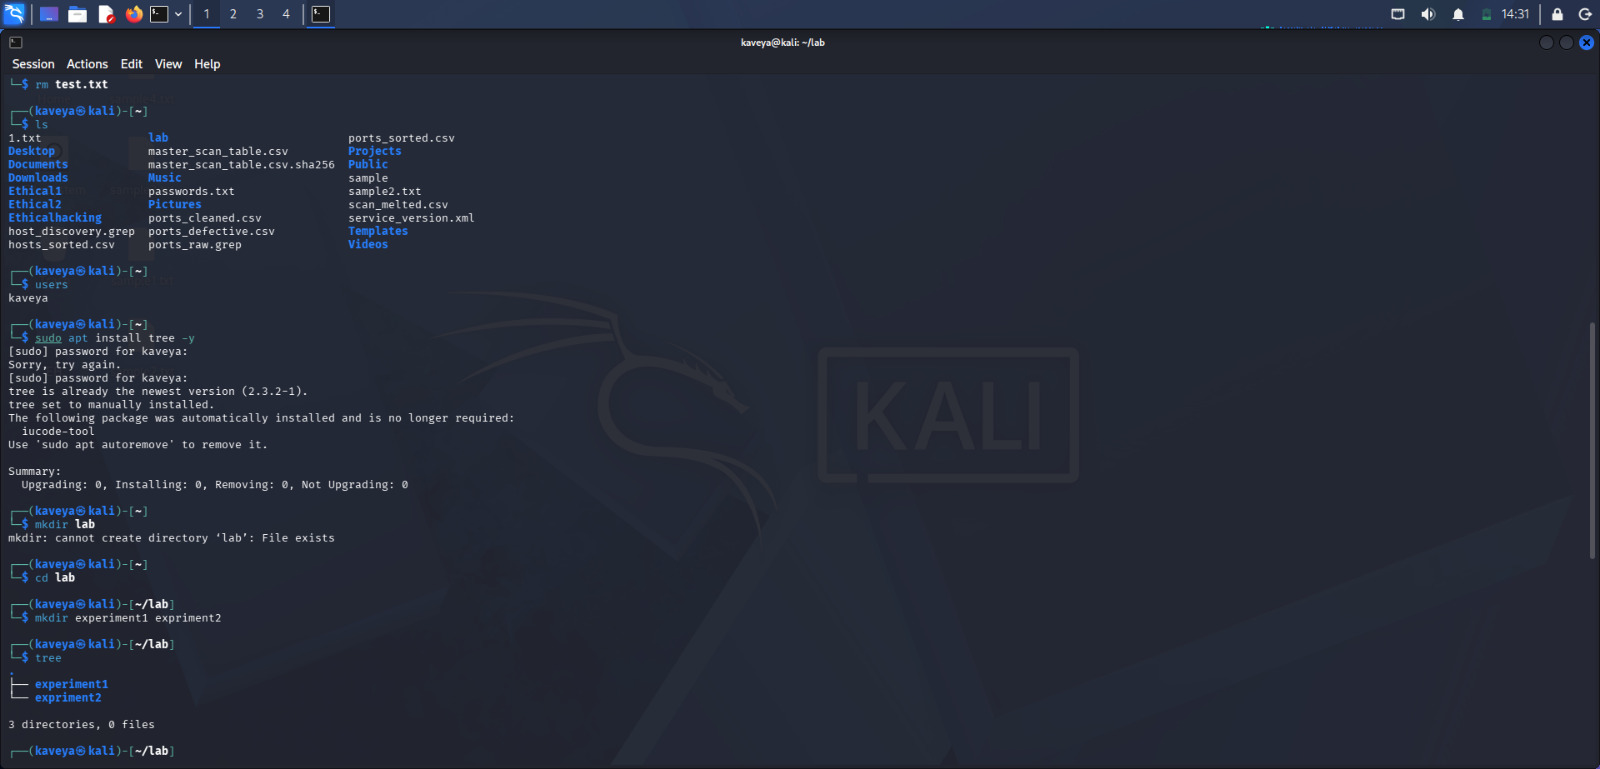 1 2 3 4 14:31
kaveya@kali: ~/lab
Session Actions Edit View Help
└─$ rm test.txt
┌──(kaveya㉿kali)-[~]
└─$ ls
1.txt lab ports_sorted.csv
Desktop master_scan_table.csv Projects
Documents master_scan_table.csv.sha256 Public
Downloads Music sample
Ethical1 passwords.txt sample2.txt
Ethical2 Pictures scan_melted.csv
Ethicalhacking ports_cleaned.csv service_version.xml
host_discovery.grep ports_defective.csv Templates
hosts_sorted.csv ports_raw.grep Videos
┌──(kaveya㉿kali)-[~]
└─$ users
kaveya
┌──(kaveya㉿kali)-[~]
└─$ sudo apt install tree -y
[sudo] password for kaveya:
Sorry, try again.
[sudo] password for kaveya:
tree is already the newest version (2.3.2-1).
tree set to manually installed.
The following package was automatically installed and is no longer required:
iucode-tool
Use 'sudo apt autoremove' to remove it.
Summary:
Upgrading: 0, Installing: 0, Removing: 0, Not Upgrading: 0
┌──(kaveya㉿kali)-[~]
└─$ mkdir lab
mkdir: cannot create directory ‘lab’: File exists
┌──(kaveya㉿kali)-[~]
└─$ cd lab
┌──(kaveya㉿kali)-[~/lab]
└─$ mkdir experiment1 expriment2
┌──(kaveya㉿kali)-[~/lab]
└─$ tree
.
├── experiment1
└── expriment2
3 directories, 0 files
┌──(kaveya㉿kali)-[~/lab]
KALI